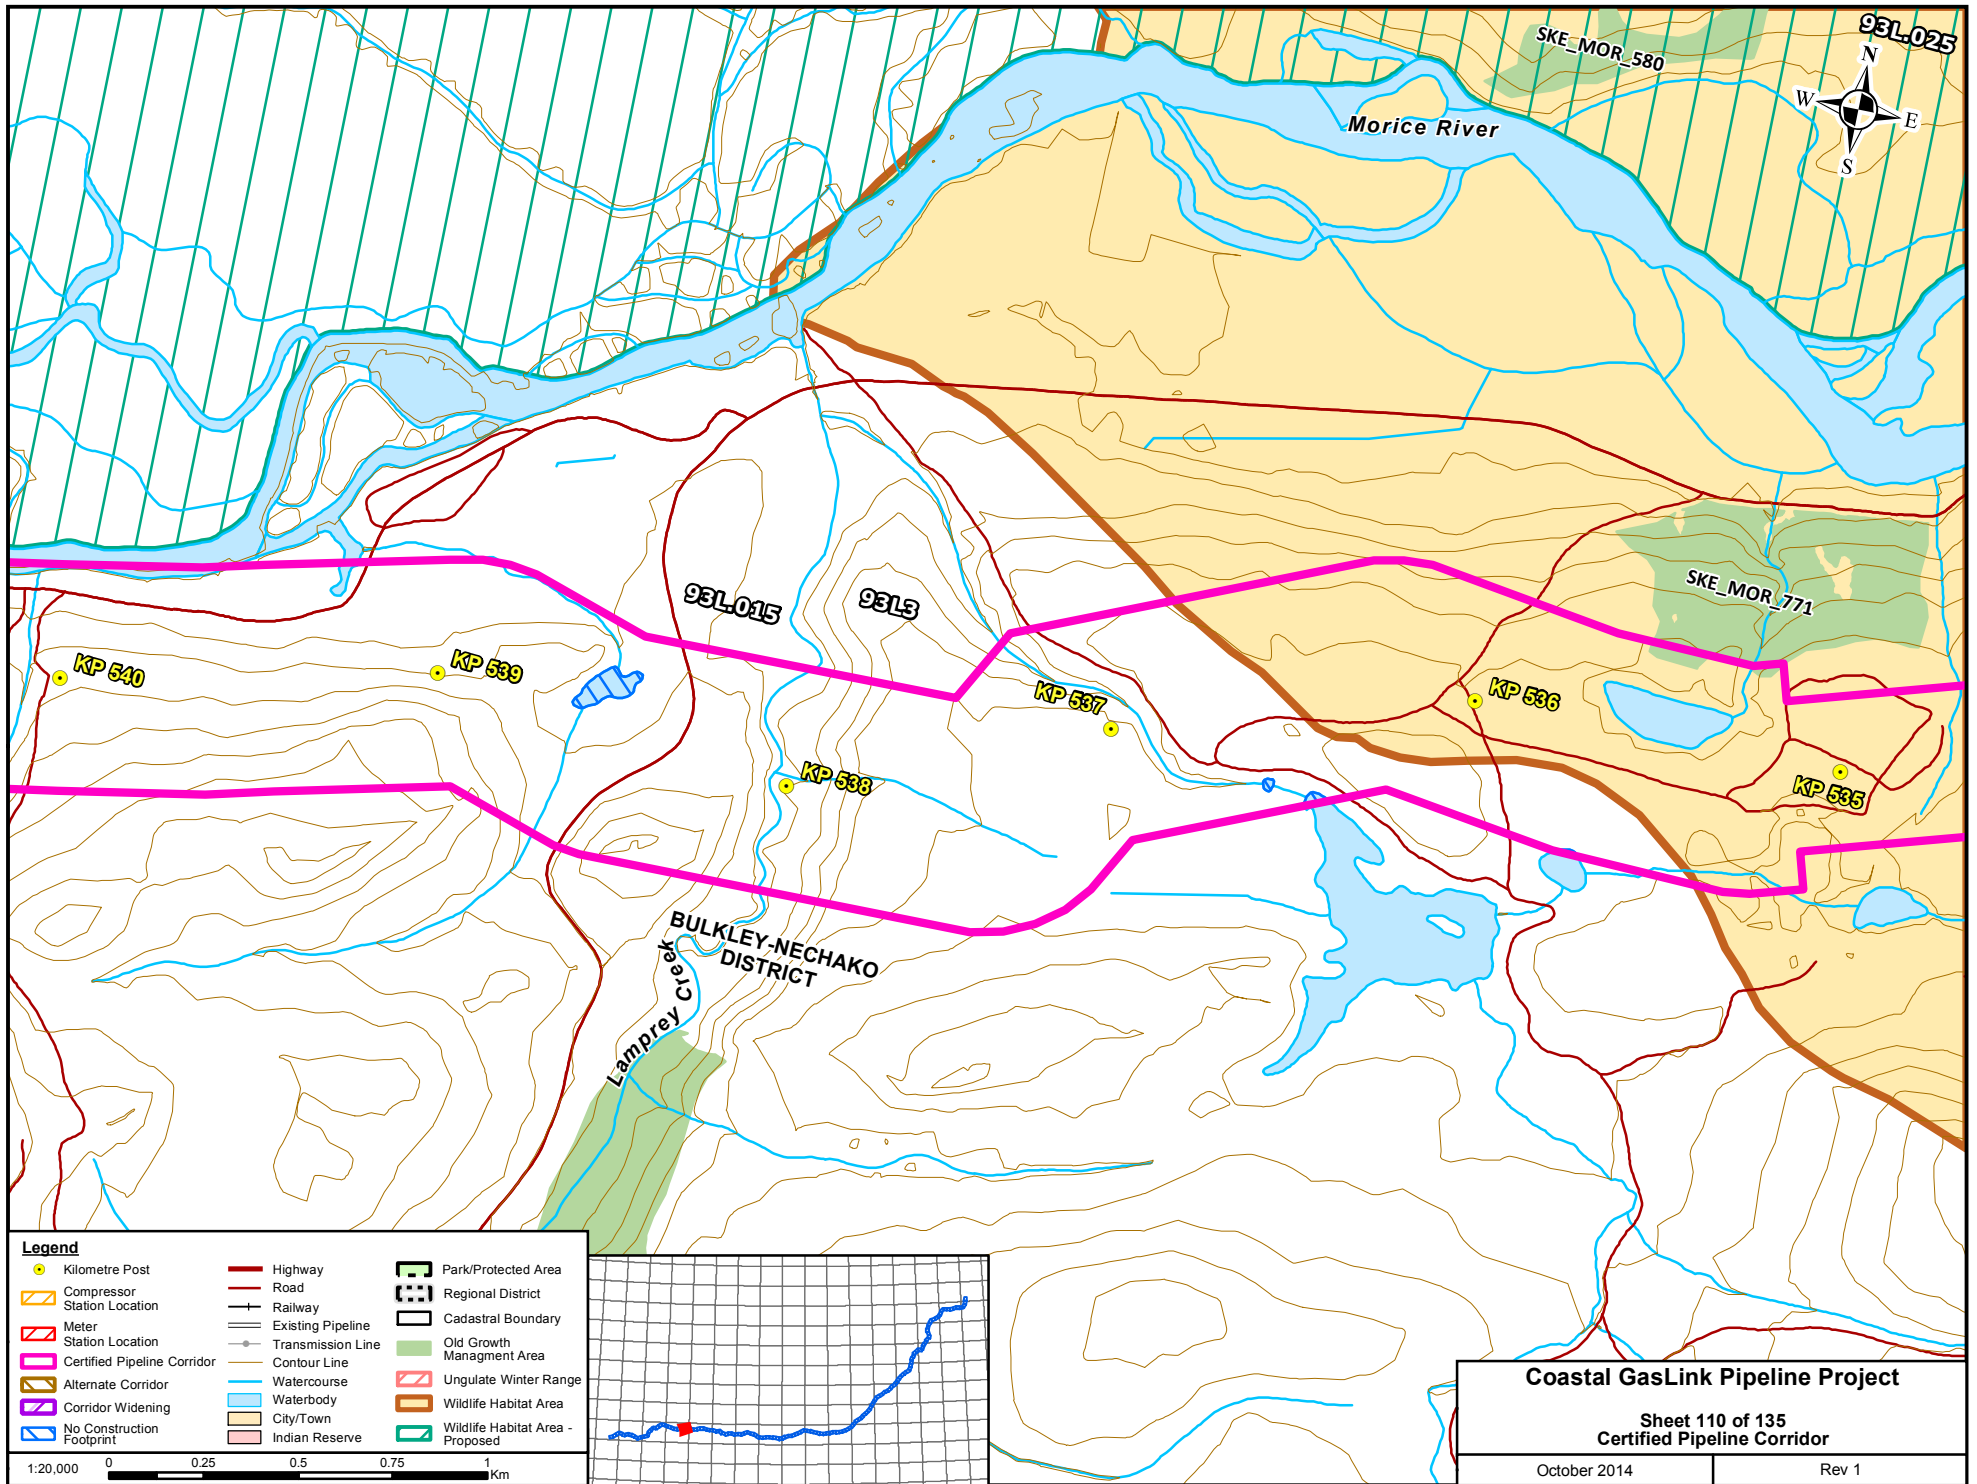 93L.025
SKE_MOR_580
N
W
E
S
Morice River
93L.015
93L3
SKE_MOR_771
KP 540
KP 539
KP 537
KP 536
KP 538
KP 535
BULKLEY-NECHAKO
DISTRICT
Lamprey Creek
Legend
Kilometre Post
Compressor
Station Location
Meter
Station Location
Certified Pipeline Corridor
Alternate Corridor
Corridor Widening
No Construction
Footprint
Highway
Road
Railway
Existing Pipeline
Transmission Line
Contour Line
Watercourse
Waterbody
City/Town
Indian Reserve
Park/Protected Area
Regional District
Cadastral Boundary
Old Growth
Managment Area
Ungulate Winter Range
Wildlife Habitat Area
Wildlife Habitat Area -
Proposed
1:20,000
0 0.25 0.5 0.75 1
Km
Coastal GasLink Pipeline Project
Sheet 110 of 135
Certified Pipeline Corridor
October 2014
Rev 1